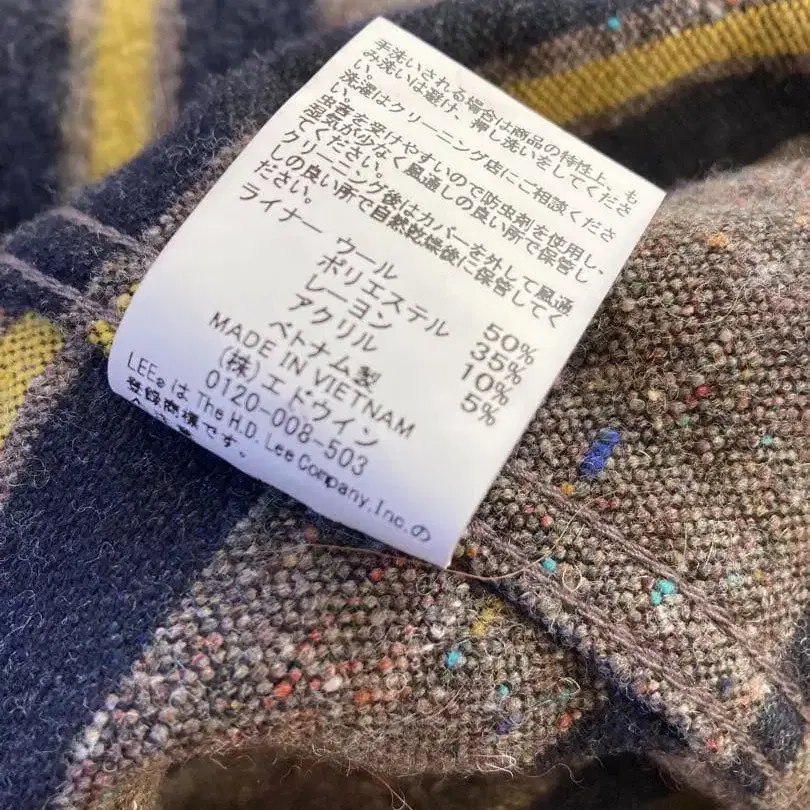 手洗いされる場合は商品の特性上、も
み洗いは避け、押し洗いをしてくださ
い。
洗濯はクリーニング店にご相談くださ
い。
虫害を受けやすいので防虫剤を使用し、
湿気が少なく風通しの良い所で保管し
てください。
クリーニング後はカバーを外して風通
しの良い所で自然乾燥後に保管してく
ださい。
ライナー ウール 50%
ポリエステル 35%
レーヨン 10%
アクリル 5%
ベトナム製
MADE IN VIETNAM
(株)エドウイン
0120-008-503
LEE®は The H.D. Lee Company,Inc.の
登録商標です。